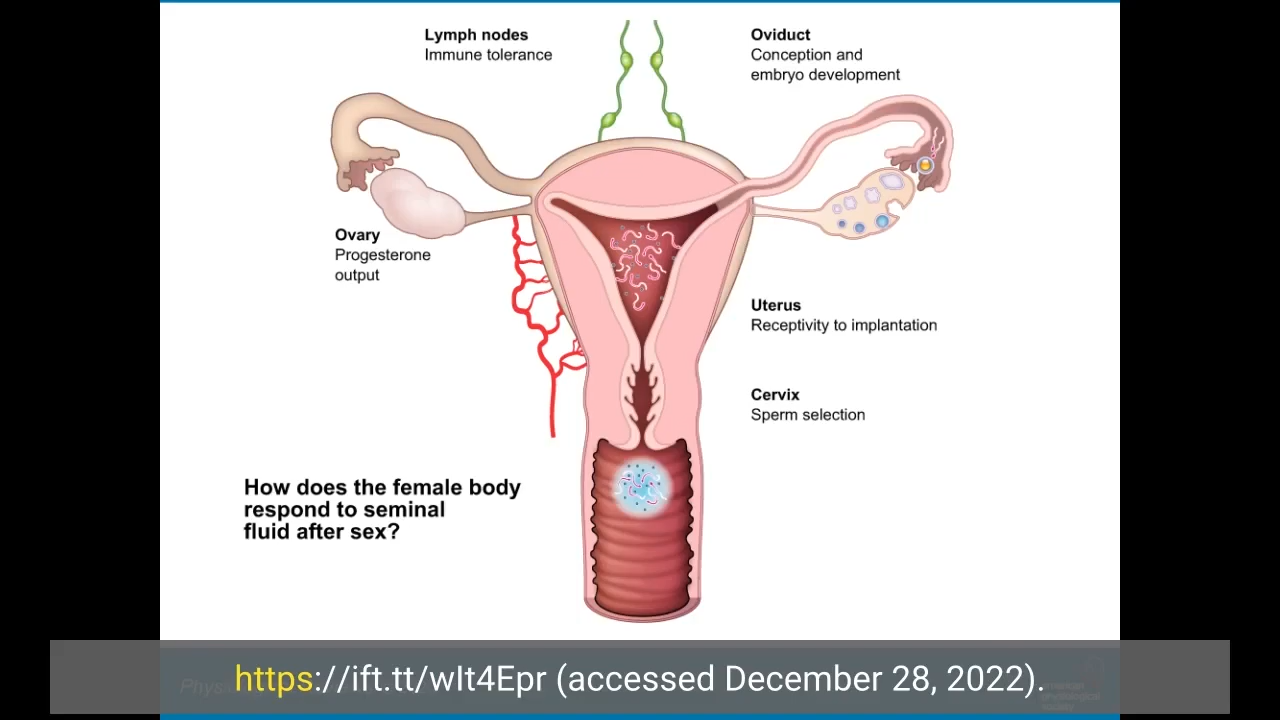 Lymph nodes
Immune tolerance
Oviduct
Conception and
embryo development
Ovary
Progesterone
output
Uterus
Receptivity to implantation
Cervix
Sperm selection
How does the female body
respond to seminal
fluid after sex?
https://ift.tt/wIt4Epr (accessed December 28, 2022).